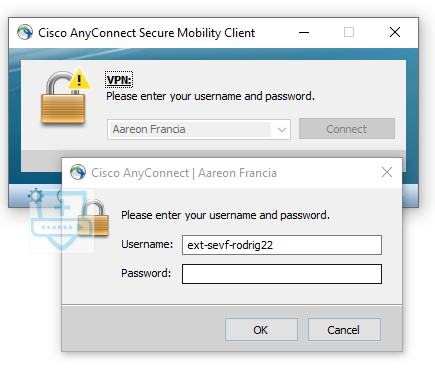 Cisco AnyConnect Secure Mobility Client
VPN:
Please enter your username and password.
Aareon Francia
Connect
Cisco AnyConnect | Aareon Francia
Please enter your username and password.
Username: ext-sevf-rodrig22
Password:
OK Cancel